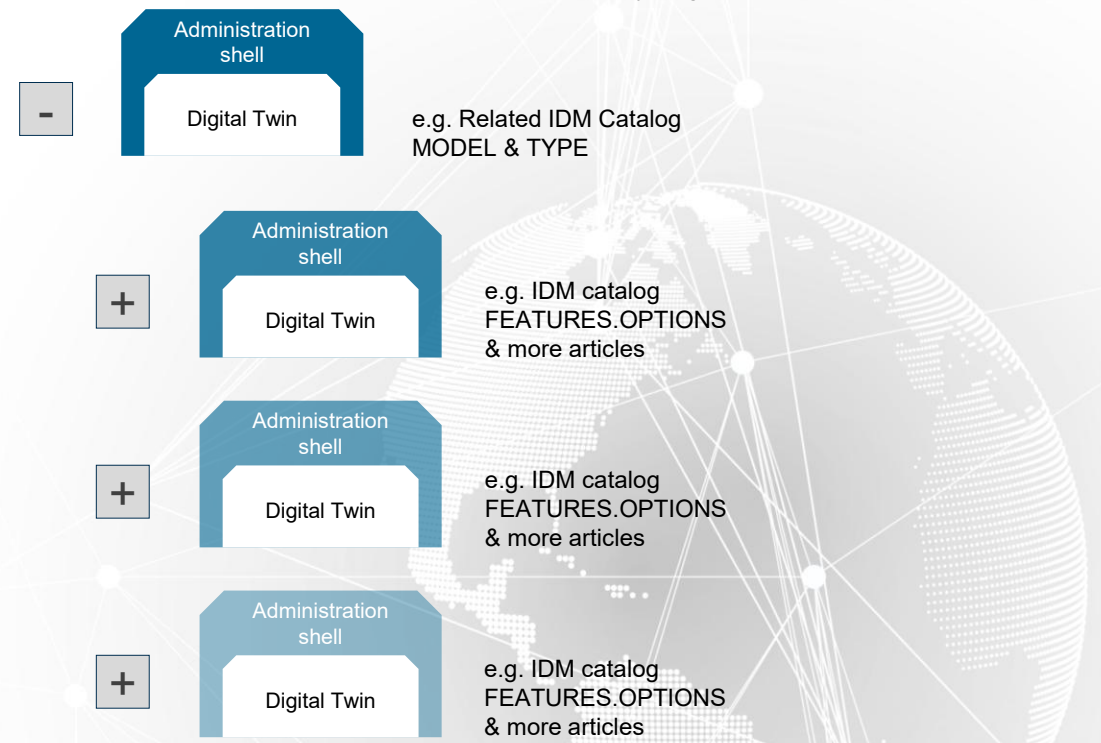 Administration
shell
Digital Twin
-
e.g. Related IDM Catalog
MODEL & TYPE
Administration
shell
Digital Twin
+
e.g. IDM catalog
FEATURES.OPTIONS
& more articles
Administration
shell
Digital Twin
+
e.g. IDM catalog
FEATURES.OPTIONS
& more articles
Administration
shell
Digital Twin
+
e.g. IDM catalog
FEATURES.OPTIONS
& more articles